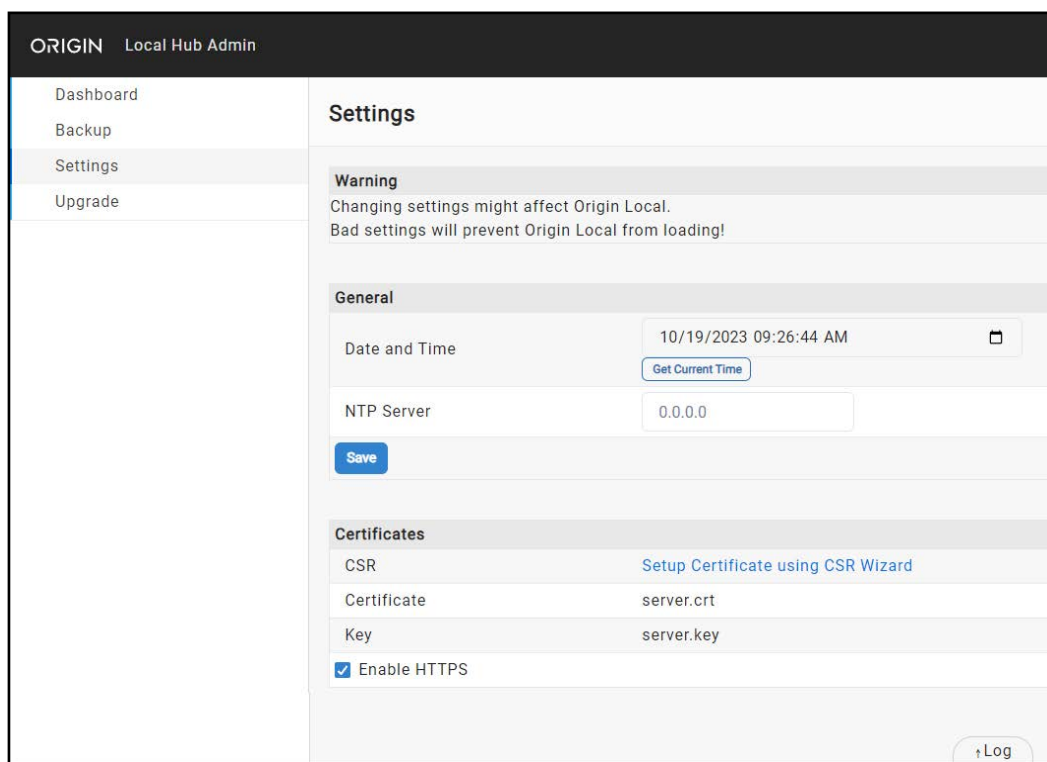 ORIGIN Local Hub Admin
Dashboard
Backup
Settings
Upgrade
Settings
Warning
Changing settings might affect Origin Local.
Bad settings will prevent Origin Local from loading!
General
Date and Time 10/19/2023 09:26:44 AM
Get Current Time
NTP Server 0.0.0.0
Save
Certificates
CSR Setup Certificate using CSR Wizard
Certificate server.crt
Key server.key
Enable HTTPS
↑Log